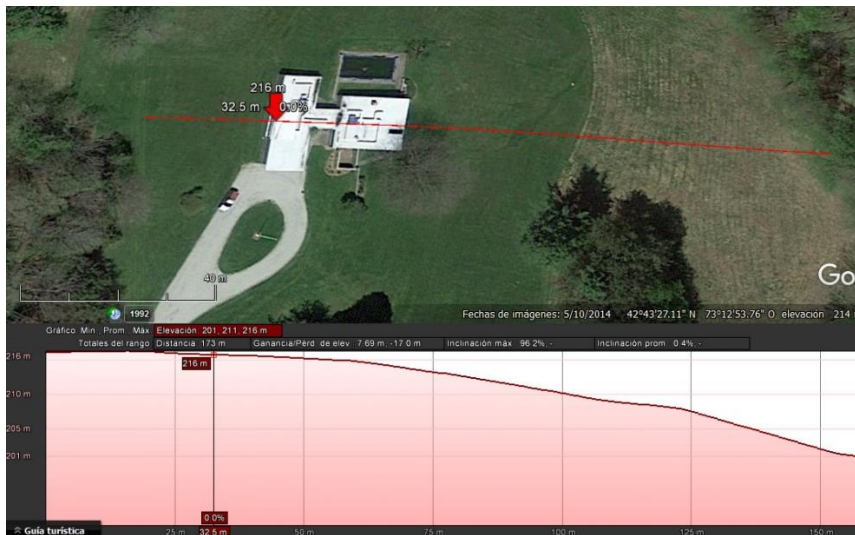 216 m
32.5 m 0.0%
40 m
Go
1992
Fechas de imágenes: 5/10/2014 42°43'27.11" N 73°12'53.76" O elevación 214
Gráfico Min., Prom. Máx Elevación. 201, 211, 216 m
Totales del rango Distancia 173 m Ganancia/Pérd de elev 7.69 m, -17.0 m Inclinación máx 96.2%, - Inclinación prom 0.4%, -
216 m
216 m
210 m
205 m
201 m
0.0%
Guía turística 25 m 32.5 m 50 m 75 m 100 m 125 m 150 m